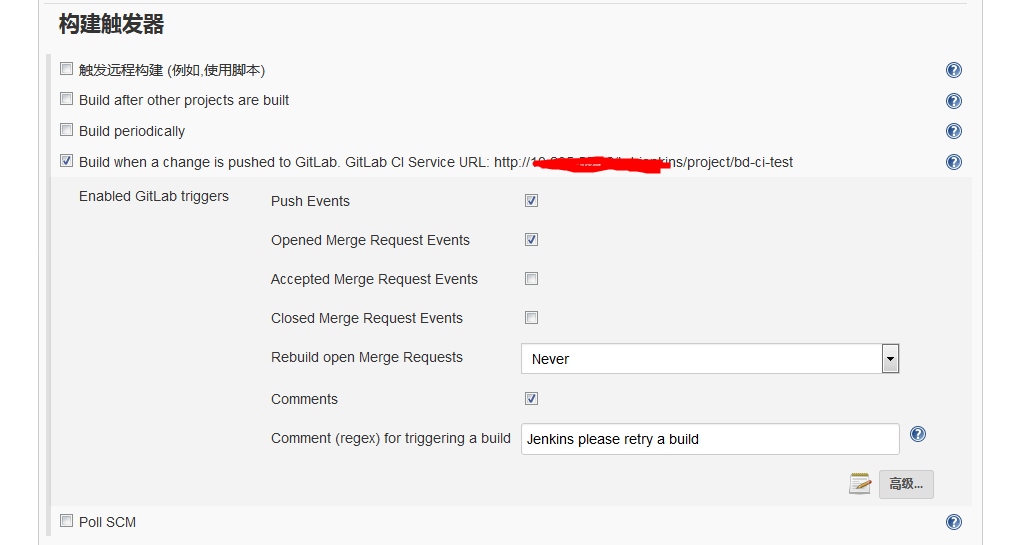 构建触发器
触发远程构建 (例如,使用脚本)
Build after other projects are built
Build periodically
Build when a change is pushed to GitLab. GitLab CI Service URL: http:// /project/bd-ci-test
Enabled GitLab triggers
Push Events
Opened Merge Request Events
Accepted Merge Request Events
Closed Merge Request Events
Rebuild open Merge Requests
Never
Comments
Comment (regex) for triggering a build
Jenkins please retry a build
高级...
Poll SCM